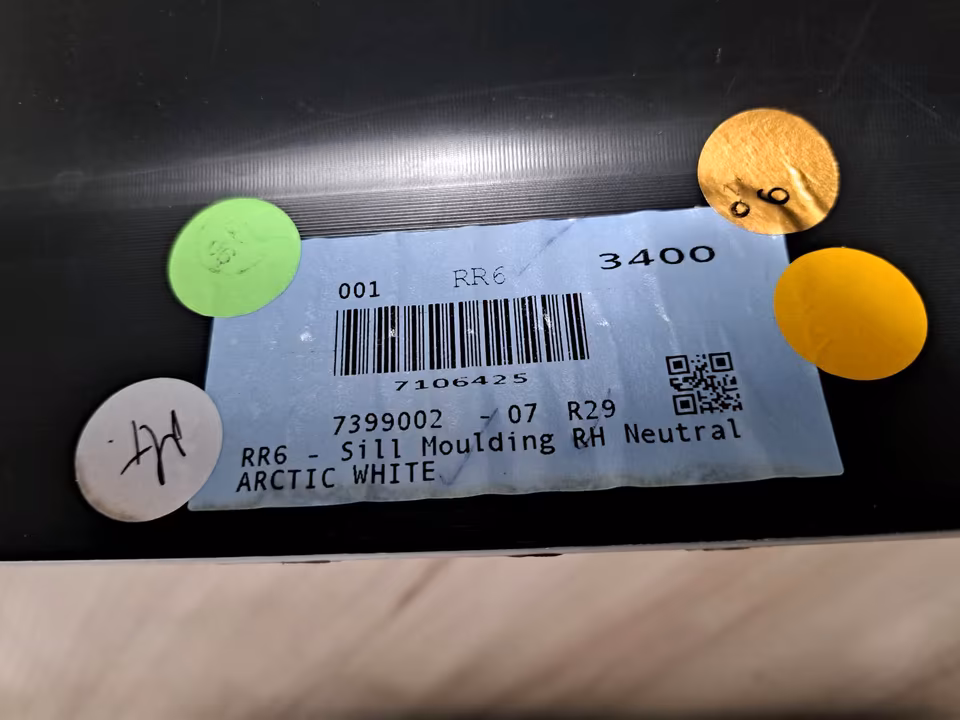 3400
001 RR6
7106425
7399002 - 07 R29
RR6 - Sill Moulding RH Neutral
ARCTIC WHITE